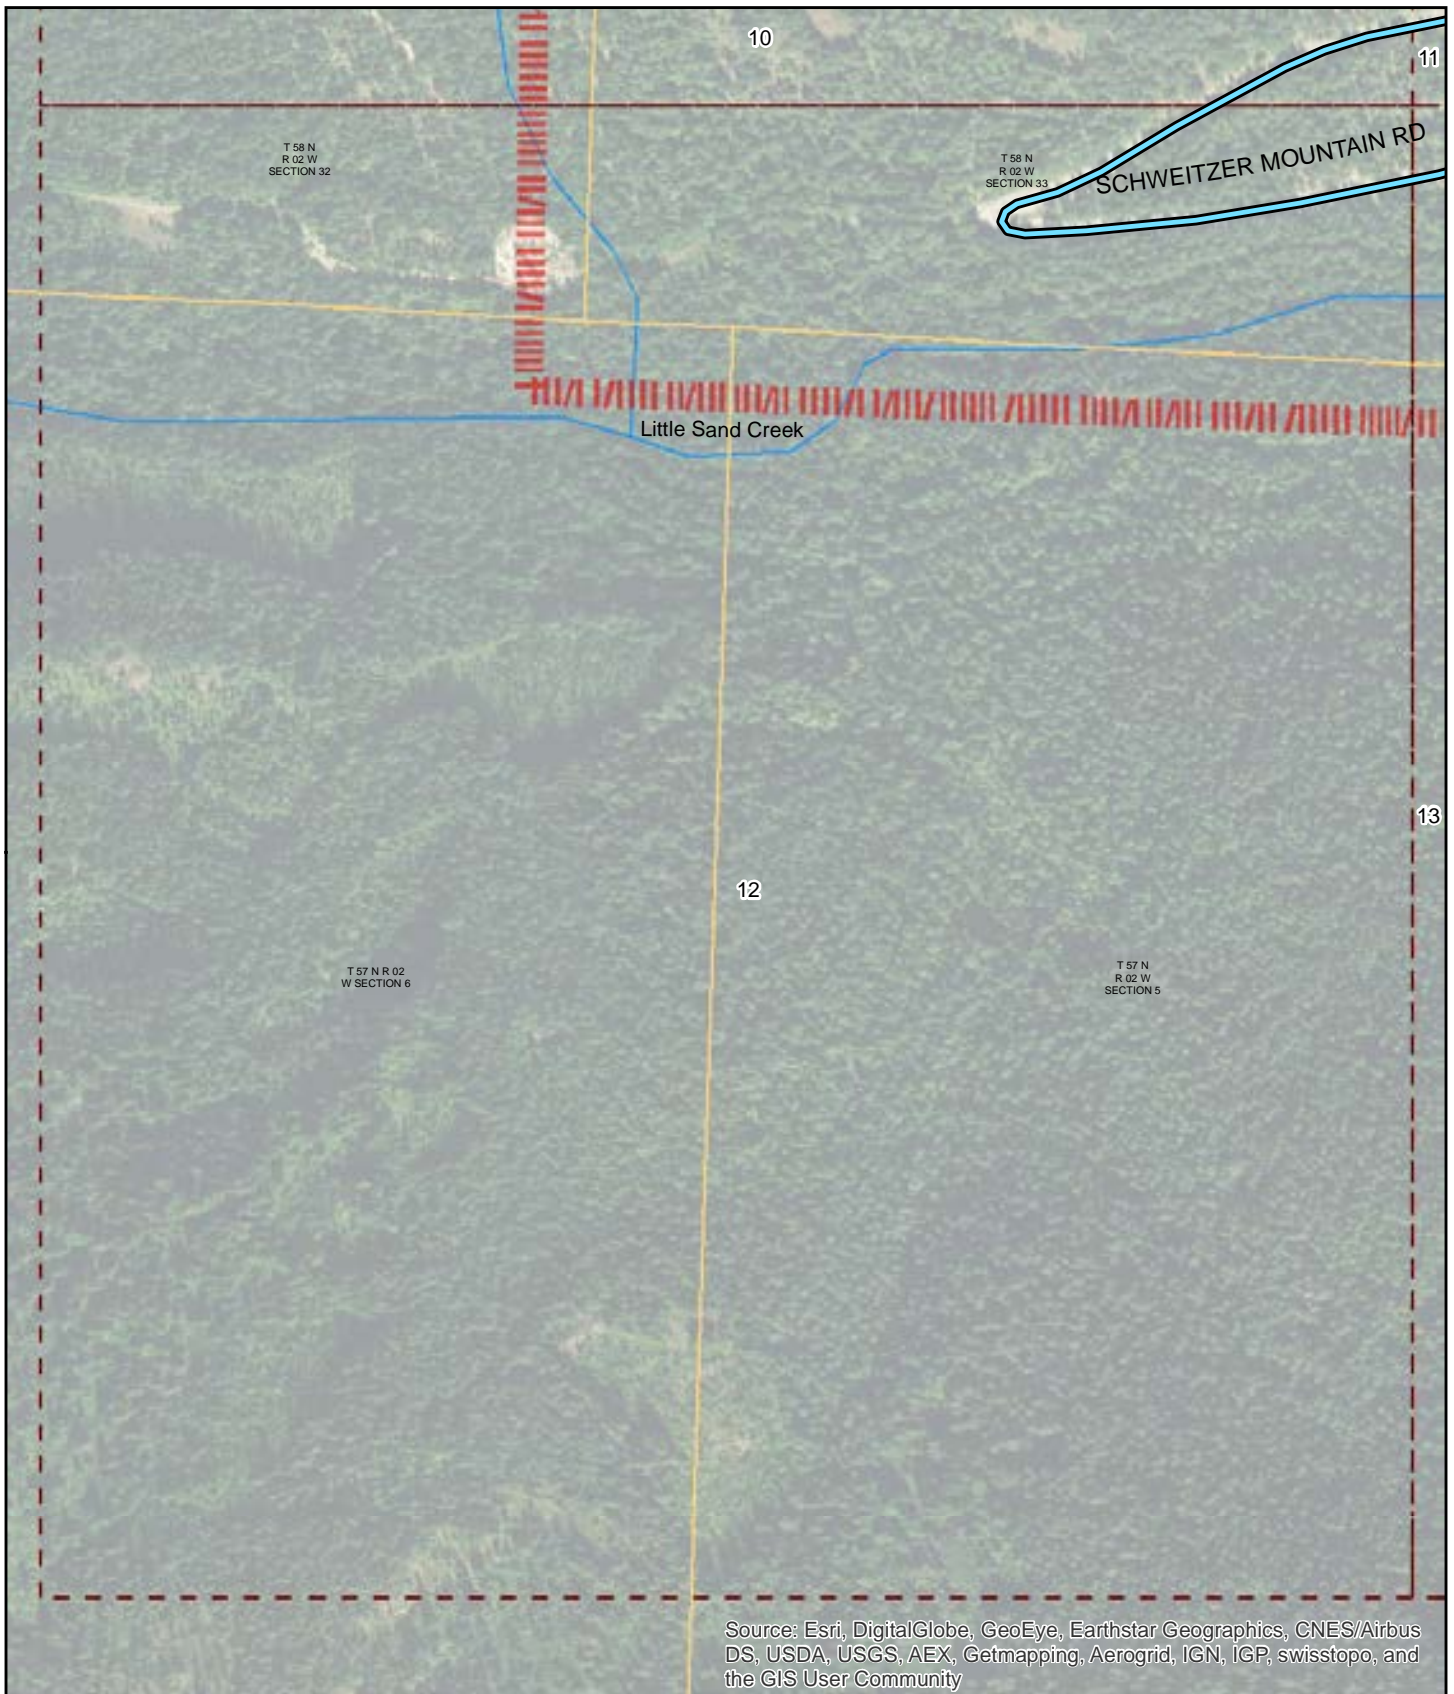 10
11
T 58 N
R 02 W
SECTION 32
T 58 N
R 02 W
SECTION 33
SCHWEITZER MOUNTAIN RD
Little Sand Creek
13
12
T 57 N R 02
W SECTION 6
T 57 N
R 02 W
SECTION 5
Source: Esri, DigitalGlobe, GeoEye, Earthstar Geographics, CNES/Airbus
DS, USDA, USGS, AEX, Getmapping, Aerogrid, IGN, IGP, swisstopo, and
the GIS User Community